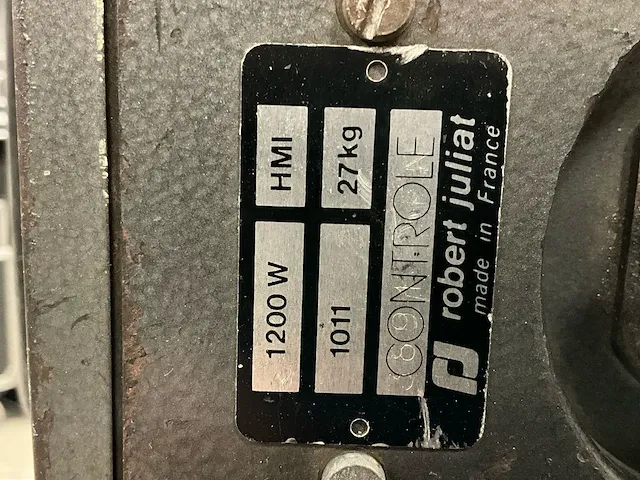 1200 W HMI
1011 27kg
CONTROLE
robert juliat
made in France